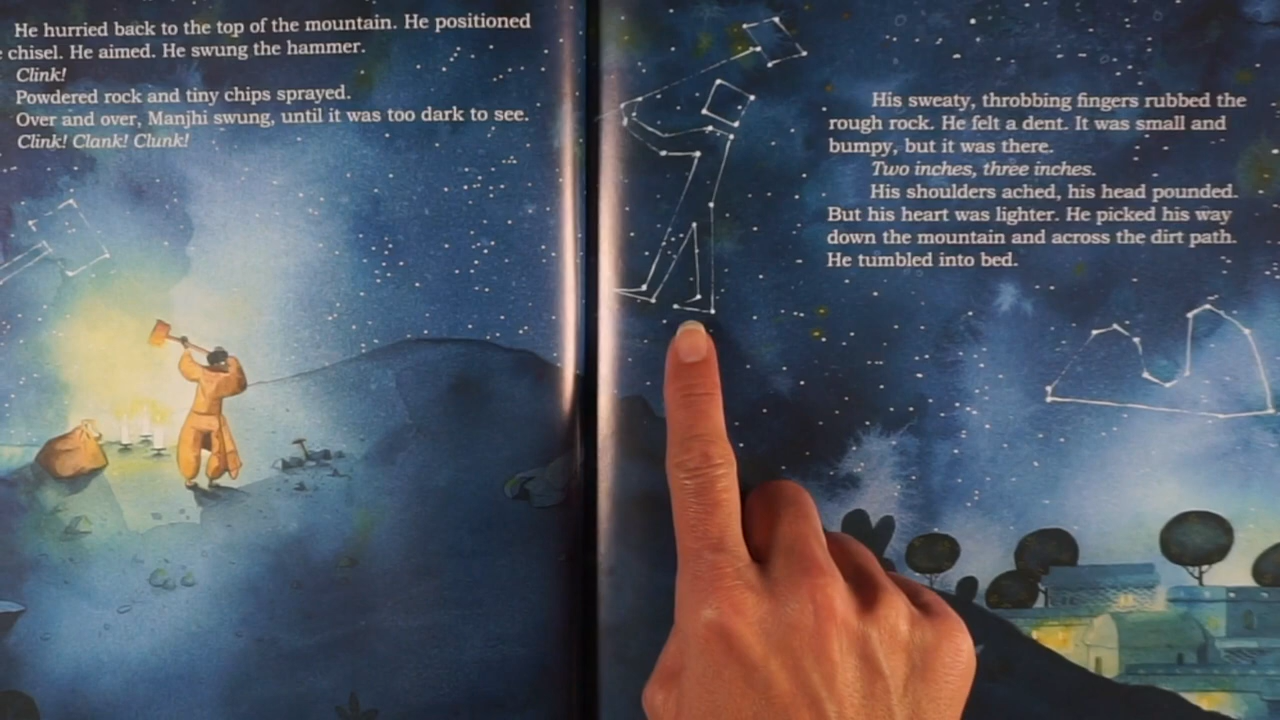 He hurried back to the top of the mountain. He positioned
chisel. He aimed. He swung the hammer.
Clink!
Powdered rock and tiny chips sprayed.
Over and over, Manjhi swung, until it was too dark to see.
Clink! Clank! Clunk!
His sweaty, throbbing fingers rubbed the
rough rock. He felt a dent. It was small and
bumpy, but it was there.
Two inches, three inches.
His shoulders ached, his head pounded.
But his heart was lighter. He picked his way
down the mountain and across the dirt path.
He tumbled into bed.